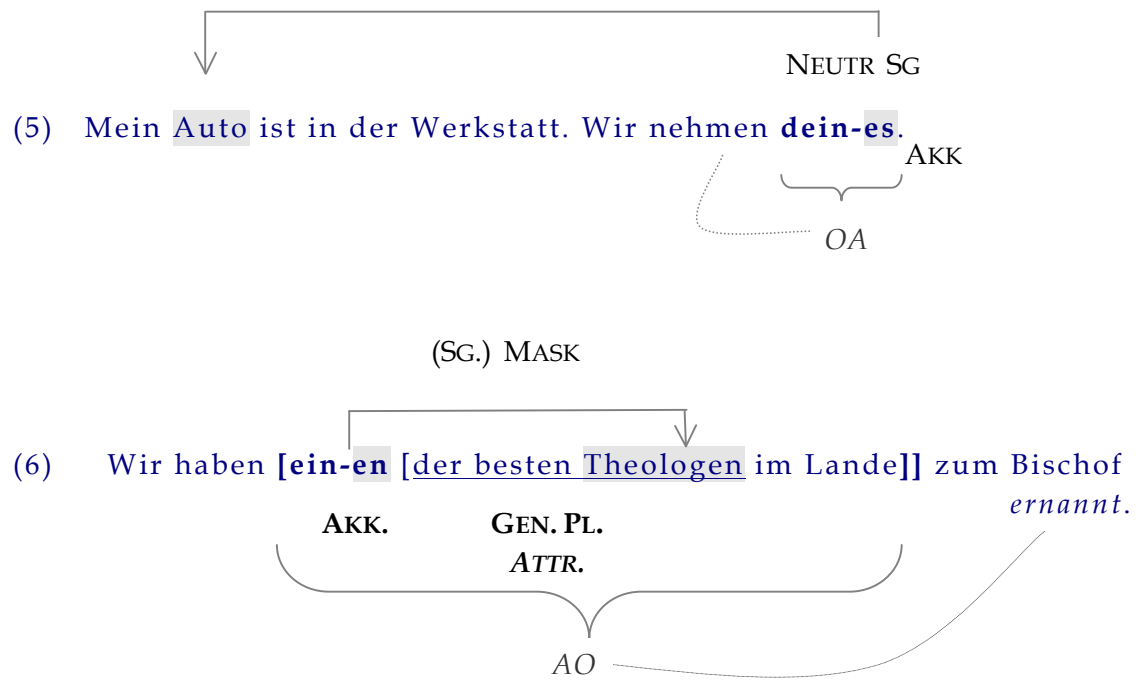 NEUTR SG
(5) Mein Auto ist in der Werkstatt. Wir nehmen dein-es.
AKK
OA
(SG.) MASK
(6) Wir haben [ein-en [der besten Theologen im Lande]] zum Bischof
ernannt.
AKK. GEN. PL.
ATTR.
AO